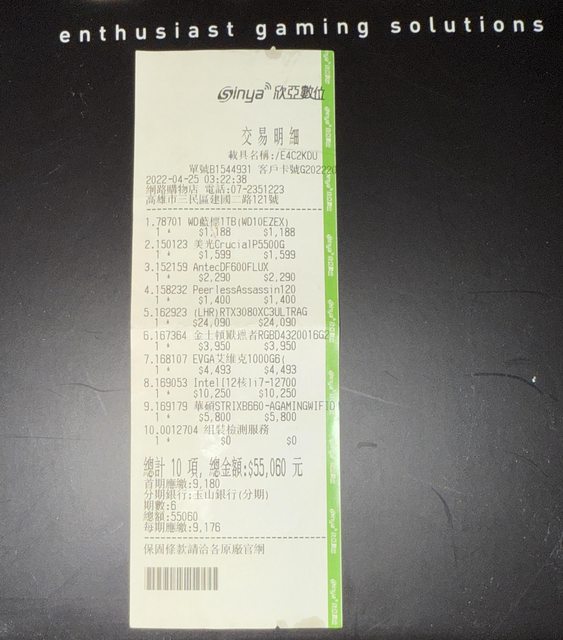 enthusiast gaming solutions
Sinya 欣亞數位
交易明細
載具名稱:/E4C2KDU
單號B1544931 客戶卡號G202220
2022-04-25 03:22:38
網路購物店 電話:07-2351223
高雄市三民區建國二路121號
1.78701 WD藍標1TB(WD10EZEX)
1 $1,188 $1,188
2.150123 美光CrucialP5500G
1 $1,599 $1,599
3.152159 AntecDF600FLUX
1 $2,290 $2,290
4.158232 PeerlessAssassin120
1 $1,400 $1,400
5.162923 (LHR)RTX3080XC3ULTRAG
1 $24,090 $24,090
6.167364 金士頓獸獵者RGBD4320016G2
1 $3,950 $3,950
7.168107 EVGA艾維克1000G6(
1 $4,493 $4,493
8.169053 Intel[12核]i7-12700
1 $10,250 $10,250
9.169179 華碩STRIXB660-AGAMINGWIFID
1 $5,800 $5,800
10.0012704 組裝檢測服務
1 $0 $0
總計 10 項, 總金額:$55,060 元
首期應繳:9,180
分期銀行:玉山銀行(分期)
期數:6
總額:55060
每期應繳:9,176
保固條款請洽各原廠官網